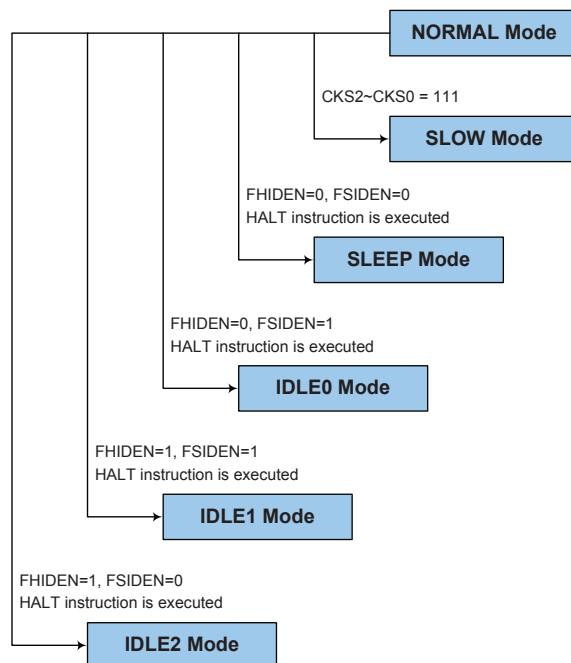 NORMAL Mode
CKS2~CKS0 = 111
SLOW Mode
FHIDEN=0, FSIDEN=0
HALT instruction is executed
SLEEP Mode
FHIDEN=0, FSIDEN=1
HALT instruction is executed
IDLE0 Mode
FHIDEN=1, FSIDEN=1
HALT instruction is executed
IDLE1 Mode
FHIDEN=1, FSIDEN=0
HALT instruction is executed
IDLE2 Mode